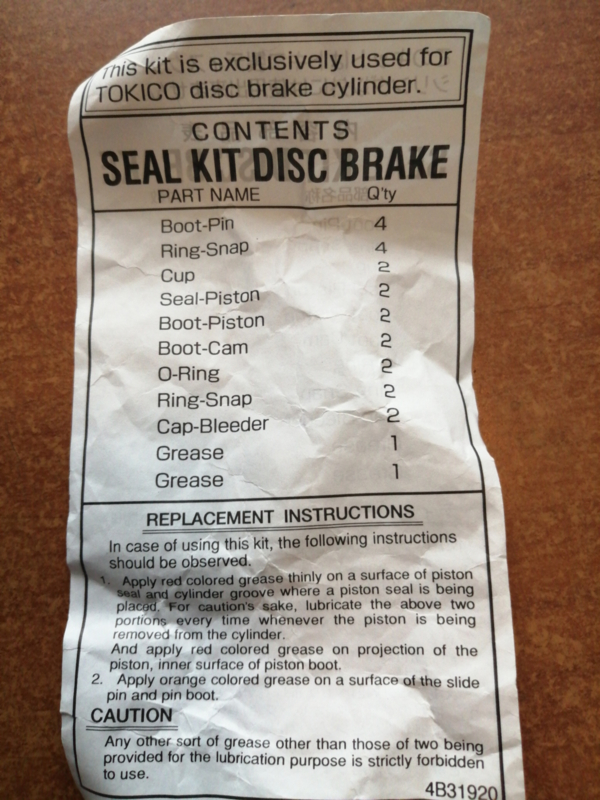 This kit is exclusively used for
TOKICO disc brake cylinder.
CONTENTS
SEAL KIT DISC BRAKE
PART NAME Q'ty
Boot-Pin 4
Ring-Snap 4
Cup 2
Seal-Piston 2
Boot-Piston 2
Boot-Cam 2
O-Ring 2
Ring-Snap 2
Cap-Bleeder 2
Grease 1
Grease 1
REPLACEMENT INSTRUCTIONS
In case of using this kit, the following instructions
should be observed.
1. Apply red colored grease thinly on a surface of piston
seal and cylinder groove where a piston seal is being
placed. For caution's sake, lubricate the above two
portions every time whenever the piston is being
removed from the cylinder.
And apply red colored grease on projection of the
piston, inner surface of piston boot.
2. Apply orange colored grease on a surface of the slide
pin and pin boot.
CAUTION
Any other sort of grease other than those of two being
provided for the lubrication purpose is strictly forbidden
to use.
4B31920